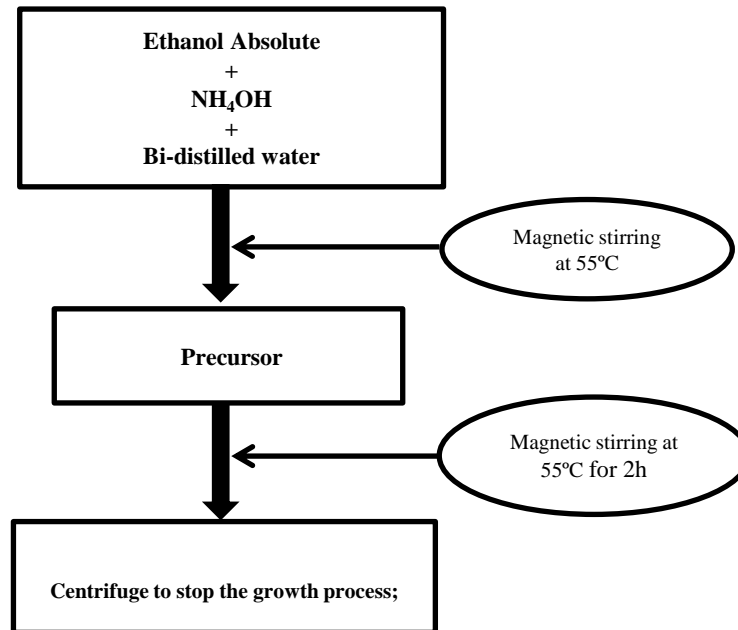 Ethanol Absolute
+
NH₄OH
+
Bi-distilled water
Magnetic stirring
at 55ºC
Precursor
Magnetic stirring at
55ºC for 2h
Centrifuge to stop the growth process;